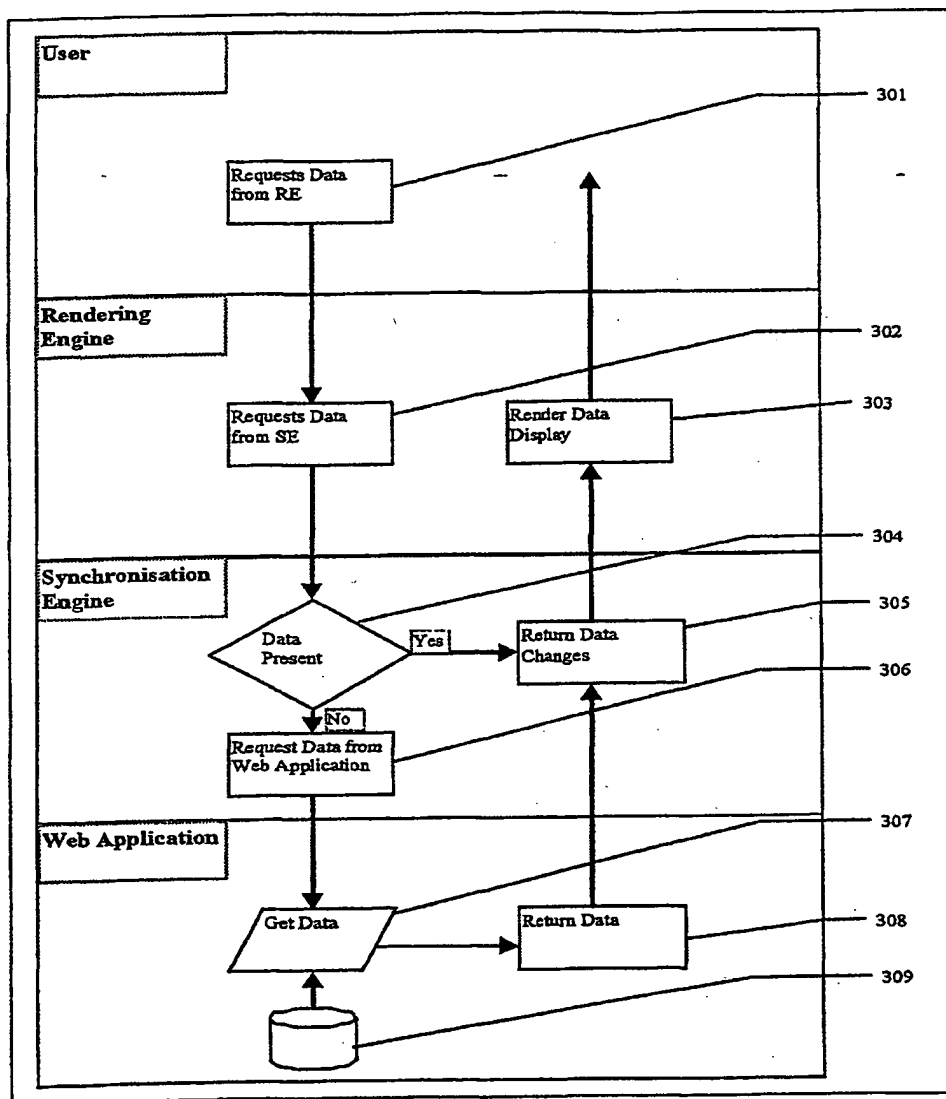 User
301
Requests Data
from RE
Rendering
Engine
302
Requests Data
from SE
Render Data
Display
303
304
Synchronisation
Engine
Data
Present
Yes
Return Data
Changes
305
306
No
Request Data from
Web Application
Web Application
307
Get Data
Return Data
308
309